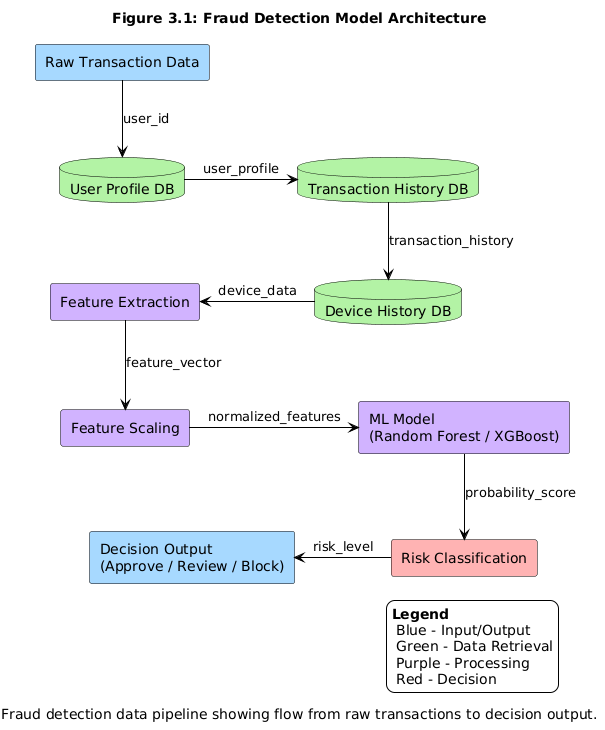 Figure 3.1: Fraud Detection Model Architecture
Raw Transaction Data
user_id
User Profile DB
user_profile
Transaction History DB
transaction_history
Device History DB
device_data
Feature Extraction
feature_vector
Feature Scaling
normalized_features
ML Model
(Random Forest / XGBoost)
probability_score
Risk Classification
risk_level
Decision Output
(Approve / Review / Block)
Legend
Blue - Input/Output
Green - Data Retrieval
Purple - Processing
Red - Decision
Fraud detection data pipeline showing flow from raw transactions to decision output.